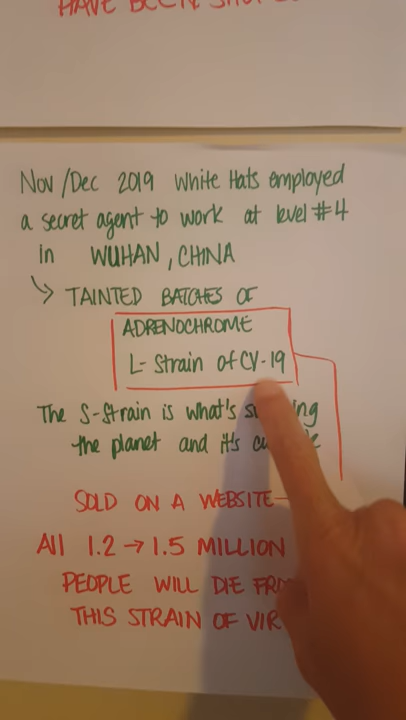 HAVE BEEN
Nov/Dec 2019 White Hats employed
a secret agent to work at level #4
in WUHAN, CHINA
↳ TAINTED BATCHES OF
ADRENOCHROME
L- Strain of CV-19
The S-Strain is what's
the planet and it's
SOLD ON A WEBSITE
All 1.2 → 1.5 MILLION
PEOPLE WILL DIE
THIS STRAIN OF